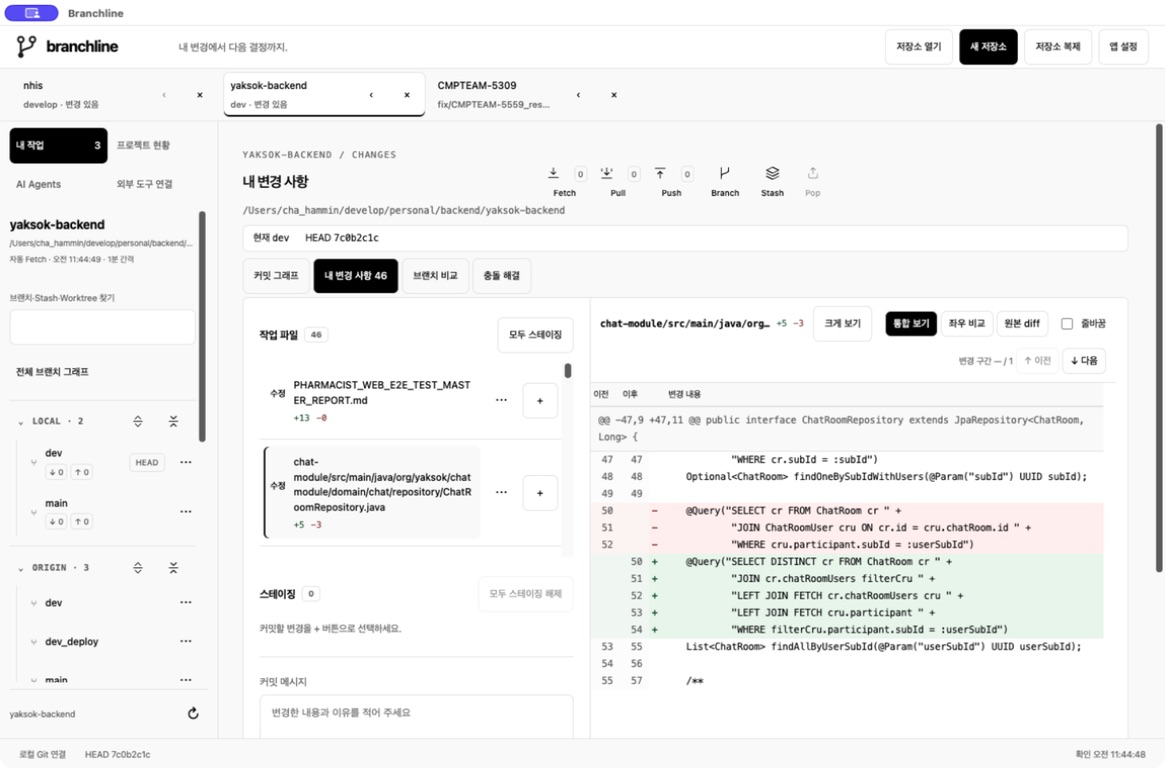 Branchline
branchline
내 변경에서 다음 결정까지.
저장소 열기
새 저장소
저장소 복제
앱 설정
nhis
develop · 변경 있음
‹ ×
yaksok-backend
dev · 변경 있음
‹ ×
CMPTEAM-5309
fix/CMPTEAM-5559_res...
‹ ×
내 작업 3
프로젝트 현황
AI Agents
외부 도구 연결
yaksok-backend
/Users/cha_hammin/develop/personal/backend/...
자동 Fetch · 오전 11:44:49 · 1분 간격
브랜치·Stash·Worktree 찾기
전체 브랜치 그래프
LOCAL · 2
dev
↓ 0 ↑ 0
HEAD
...
main
↓ 0 ↑ 0
...
ORIGIN · 3
dev ...
dev_deploy ...
main ...
yaksok-backend
YAKSOK-BACKEND / CHANGES
내 변경 사항
0 Fetch
0 Pull
0 Push
Branch
Stash
Pop
/Users/cha_hammin/develop/personal/backend/yaksok-backend
현재 dev HEAD 7c0b2c1c
커밋 그래프
내 변경 사항 46
브랜치 비교
충돌 해결
작업 파일 46
모두 스테이징
수정
PHARMACIST_WEB_E2E_TEST_MAST
ER_REPORT.md
+13 -0
... +
수정
chat-
module/src/main/java/org/yaksok/chat
module/domain/chat/repository/ChatR
oomRepository.java
+5 -3
... +
스테이징 0
모두 스테이징 해제
커밋할 변경을 + 버튼으로 선택하세요.
커밋 메시지
변경한 내용과 이유를 적어 주세요
chat-module/src/main/java/org… +5 -3
크게 보기
통합 보기
좌우 비교
원본 diff
줄바꿈
변경 구간 — / 1
↑ 이전
↓ 다음
이전 이후 변경 내용
@@ -47,9 +47,11 @@ public interface ChatRoomRepository extends JpaRepository<ChatRoom,
Long> {
47 47 "WHERE cr.subId = :subId")
48 48 Optional<ChatRoom> findOneBySubIdWithUsers(@Param("subId") UUID subId);
49 49
50 - @Query("SELECT cr FROM ChatRoom cr " +
51 - "JOIN ChatRoomUser cru ON cr.id = cru.chatRoom.id " +
52 - "WHERE cru.participant.subId = :userSubId")
50 + @Query("SELECT DISTINCT cr FROM ChatRoom cr " +
51 + "JOIN cr.chatRoomUsers filterCru " +
52 + "LEFT JOIN FETCH cr.chatRoomUsers cru " +
53 + "LEFT JOIN FETCH cru.participant " +
54 + "WHERE filterCru.participant.subId = :userSubId")
53 55 List<ChatRoom> findAllByUserSubId(@Param("userSubId") UUID userSubId);
54 56
55 57 /**
로컬 Git 연결
HEAD 7c0b2c1c
확인 오전 11:44:48